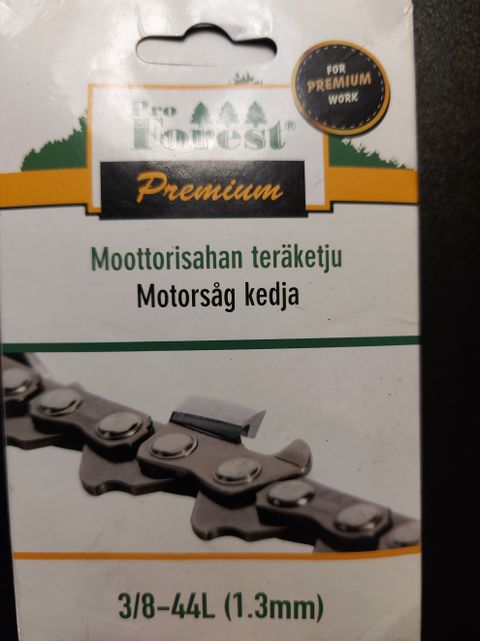 FOR
PREMIUM
WORK
Pro
Forest®
Premium
Moottorisahan teräketju
Motorsåg kedja
3/8-44L (1.3mm)